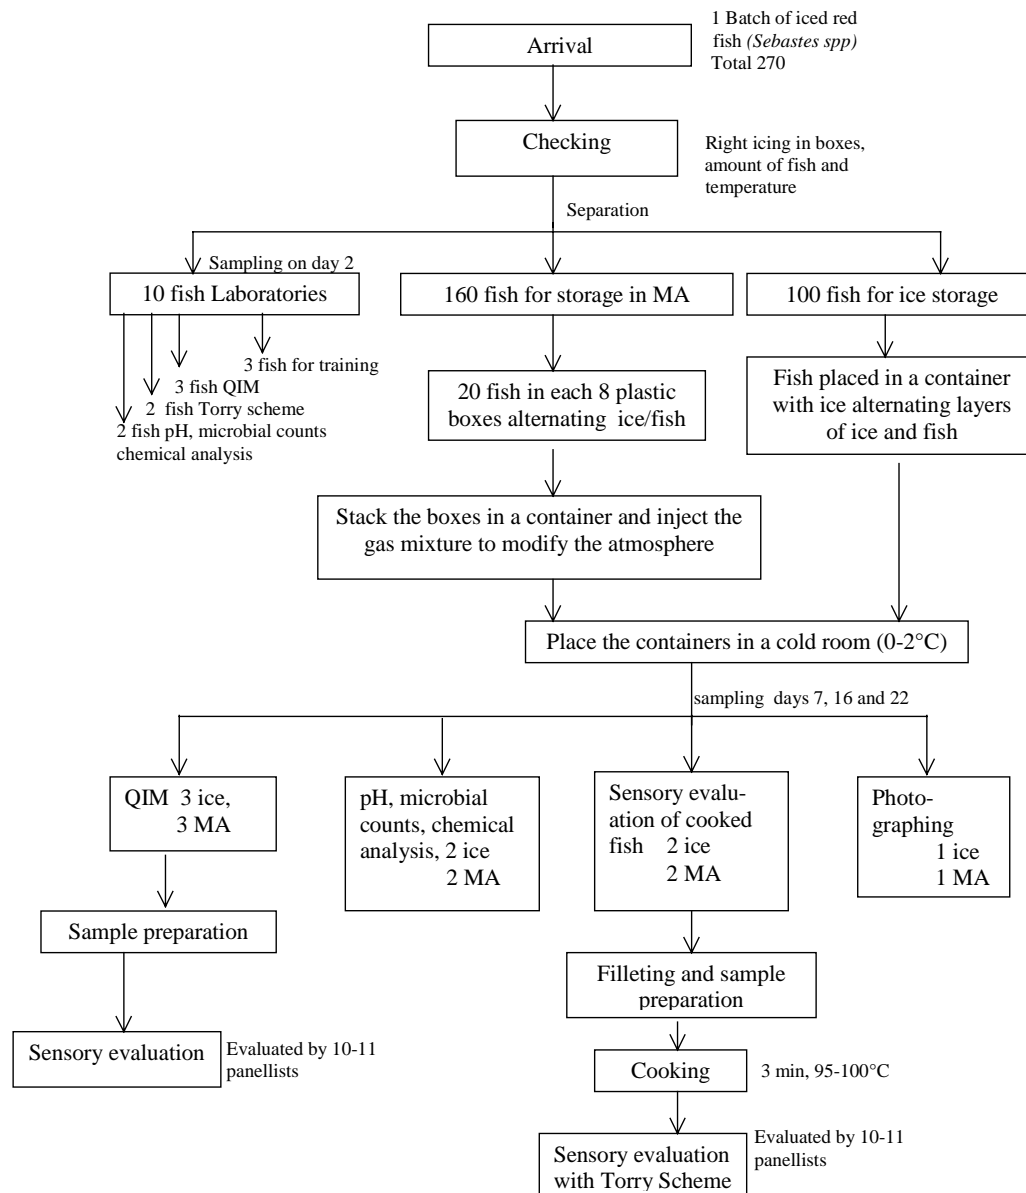 1 Batch of iced red
fish (Sebastes spp)
Total 270
Arrival
Checking
Right icing in boxes,
amount of fish and
temperature
Separation
Sampling on day 2
10 fish Laboratories
160 fish for storage in MA
100 fish for ice storage
3 fish for training
3 fish QIM
2 fish Torry scheme
2 fish pH, microbial counts
chemical analysis
20 fish in each 8 plastic
boxes alternating ice/fish
Fish placed in a container
with ice alternating layers
of ice and fish
Stack the boxes in a container and inject the
gas mixture to modify the atmosphere
Place the containers in a cold room (0-2°C)
sampling days 7, 16 and 22
QIM 3 ice,
3 MA
pH, microbial
counts, chemical
analysis, 2 ice
2 MA
Sensory evalu-
ation of cooked
fish 2 ice
2 MA
Photo-
graphing
1 ice
1 MA
Sample preparation
Filleting and sample
preparation
Sensory evaluation
Evaluated by 10-11
panellists
Cooking
3 min, 95-100°C
Sensory evaluation
with Torry Scheme
Evaluated by 10-11
panellists